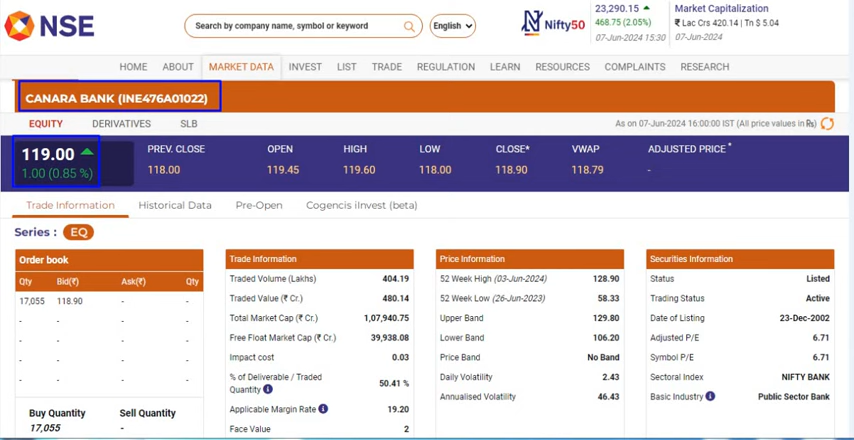 NSE
Search by company name, symbol or keyword
English
Nifty50
23,290.15
468.75 (2.05%)
07-Jun-2024 15:30
Market Capitalization
₹ Lac Crs 420.14 | Tn $ 5.04
07-Jun-2024
HOME ABOUT MARKET DATA INVEST LIST TRADE REGULATION LEARN RESOURCES COMPLAINTS RESEARCH
CANARA BANK (INE476A01022)
EQUITY DERIVATIVES SLB
As on 07-Jun-2024 16:00:00 IST (All price values in ₨)
119.00
1.00 (0.85 %)
PREV. CLOSE OPEN HIGH LOW CLOSE* VWAP ADJUSTED PRICE*
118.00 119.45 119.60 118.00 118.90 118.79 -
Trade Information Historical Data Pre-Open Cogencis iInvest (beta)
Series : EQ
Order book
Qty Bid(₹) Ask(₹) Qty
17,055 118.90 - -
- - - -
- - - -
- - - -
- - - -
Buy Quantity Sell Quantity
17,055 -
Trade Information
Traded Volume (Lakhs) 404.19
Traded Value (₹ Cr.) 480.14
Total Market Cap (₹ Cr.) 1,07,940.75
Free Float Market Cap (₹ Cr.) 39,938.08
Impact cost 0.03
% of Deliverable / Traded
Quantity 50.41 %
Applicable Margin Rate 19.20
Face Value 2
Price Information
52 Week High (03-Jun-2024) 128.90
52 Week Low (26-Jun-2023) 58.33
Upper Band 129.80
Lower Band 106.20
Price Band No Band
Daily Volatility 2.43
Annualised Volatility 46.43
Securities Information
Status Listed
Trading Status Active
Date of Listing 23-Dec-2002
Adjusted P/E 6.71
Symbol P/E 6.71
Sectoral Index NIFTY BANK
Basic Industry Public Sector Bank